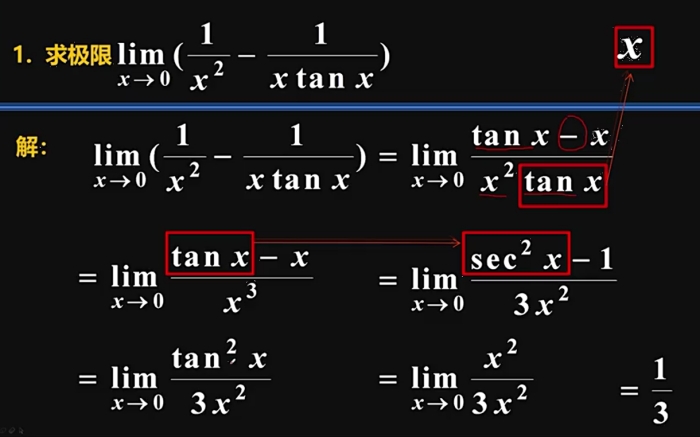 1. 求极限 lim_{x→0} (1/x² − 1/(x tan x))
x
解: lim_{x→0} (1/x² − 1/(x tan x)) = lim_{x→0} (tan x − x)/(x² tan x)
= lim_{x→0} (tan x − x)/x³ = lim_{x→0} (sec² x − 1)/(3x²)
= lim_{x→0} (tan² x)/(3x²) = lim_{x→0} x²/(3x²) = 1/3